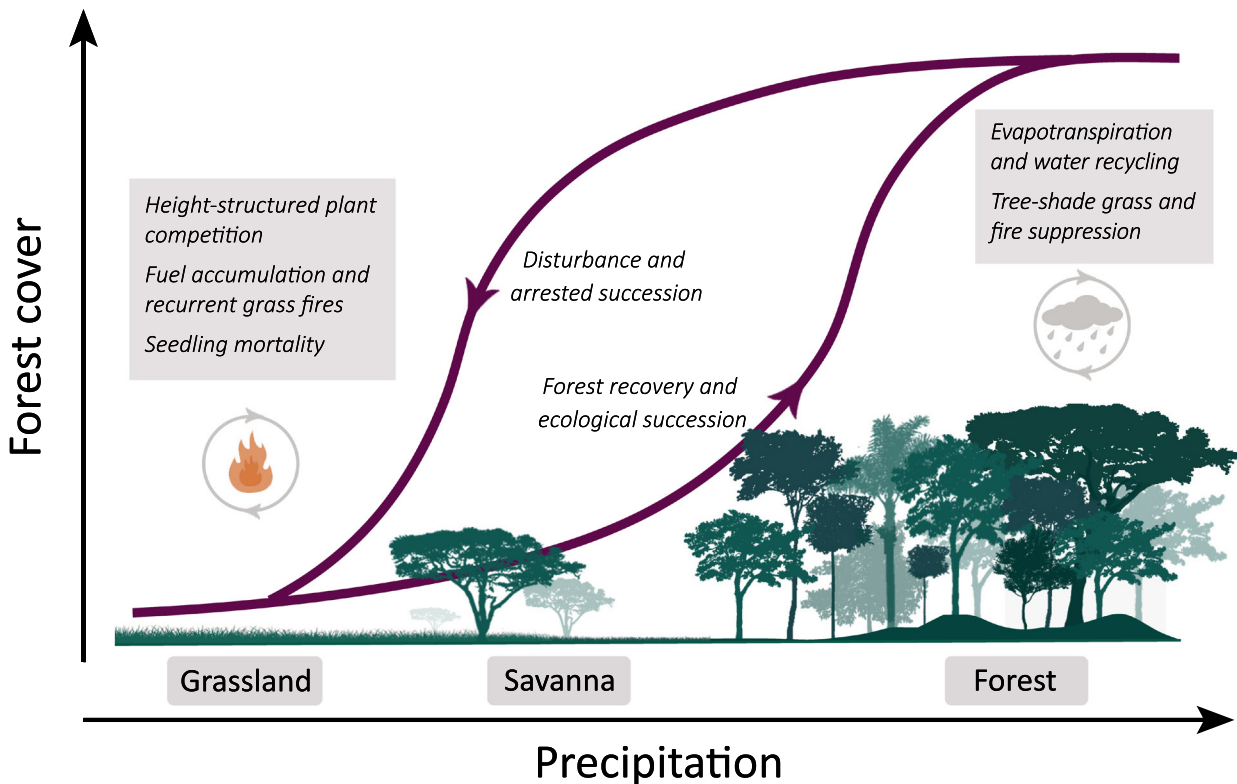 Forest cover
Height-structured plant
competition
Fuel accumulation and
recurrent grass fires
Seedling mortality
Disturbance and
arrested succession
Forest recovery and
ecological succession
Evapotranspiration
and water recycling
Tree-shade grass and
fire suppression
Grassland
Savanna
Forest
Precipitation